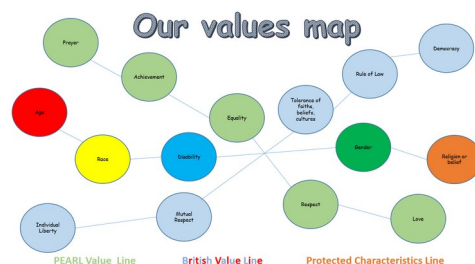 Our values map
Prayer
Achievement
Equality
Tolerance of
faiths,
beliefs,
cultures
Rule of Law
Democracy
Age
Race
Disability
Gender
Religion or
belief
Individual
Liberty
Mutual
Respect
Respect
Love
PEARL Value Line
British Value Line
Protected Characteristics Line